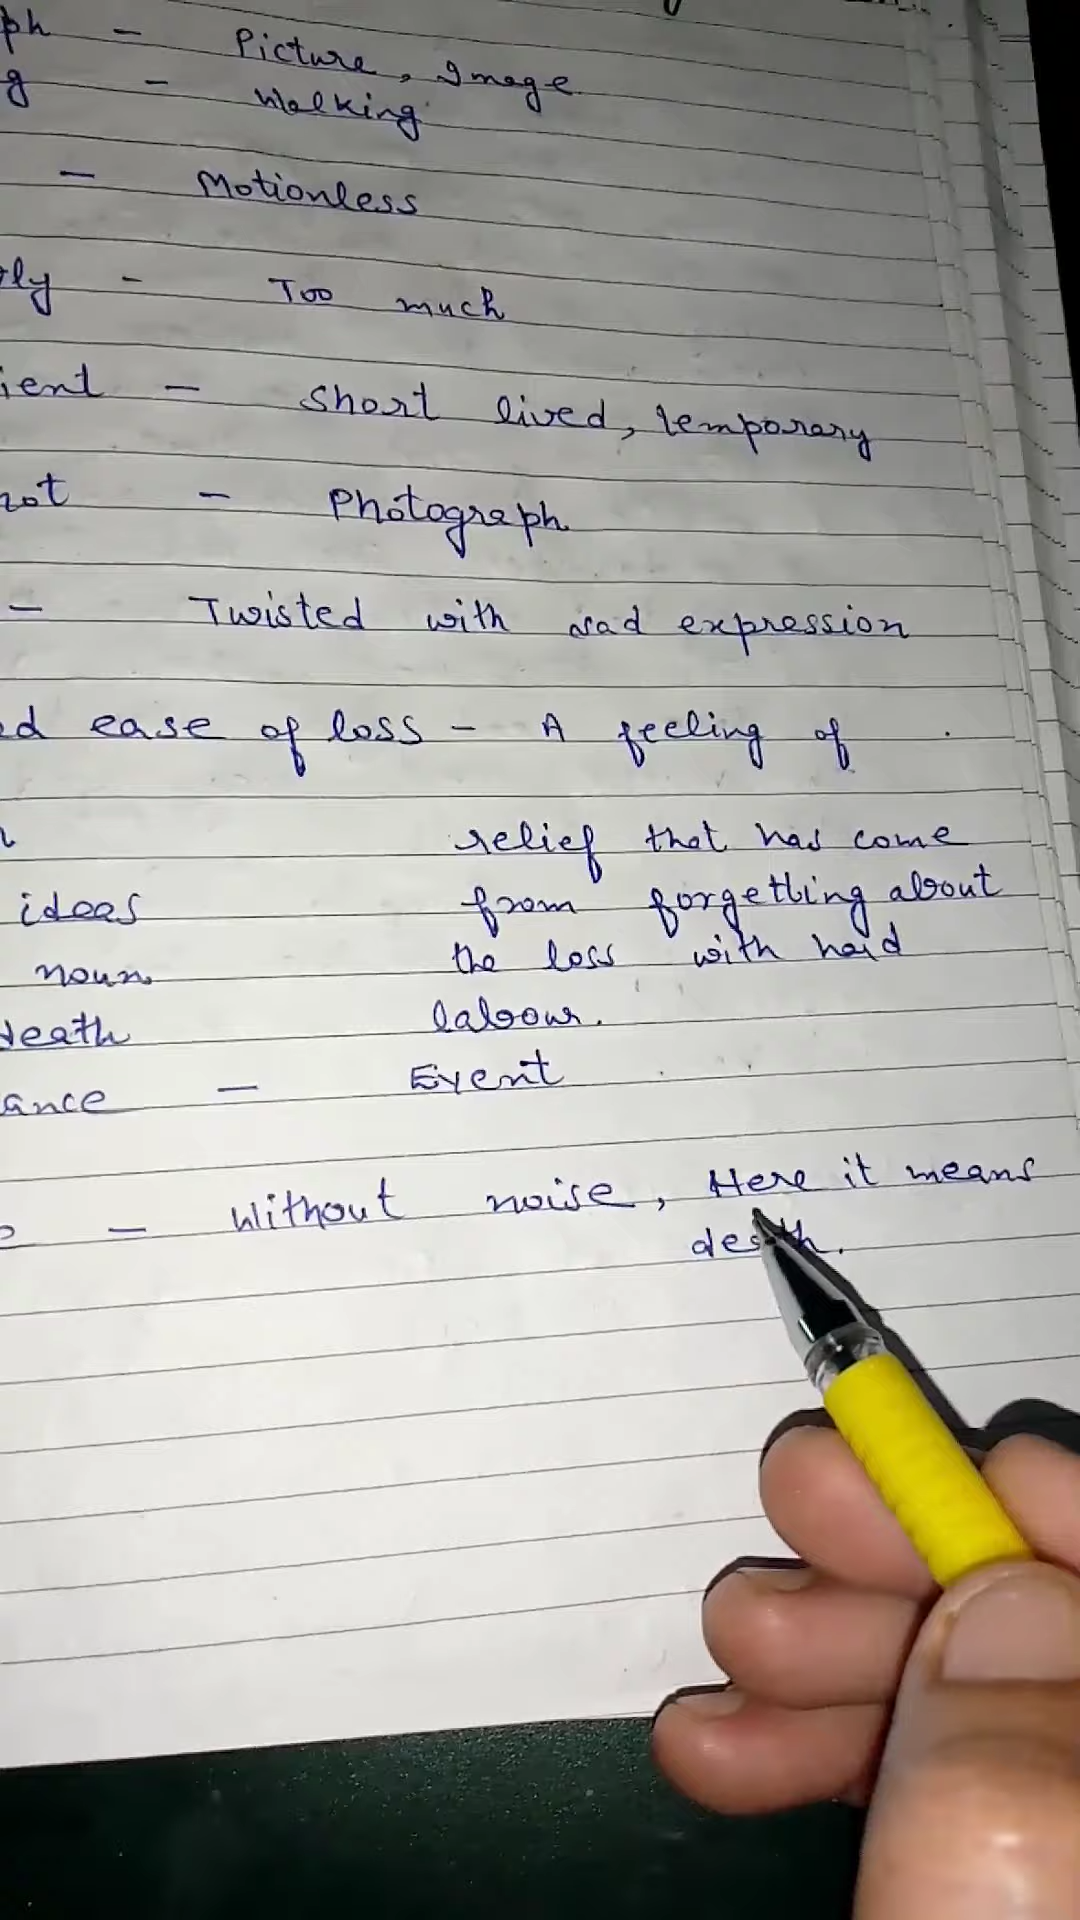 ph - Picture, Image
g - Walking
- Motionless
ly - Too much
ient - Short lived, temporary
hot - Photograph
- Twisted with sad expression
ed ease of loss - A feeling of
relief that has come
ideas from forgetting about
noun the loss with hard
death labour.
ance - Event
- Without noise, Here it means
death.